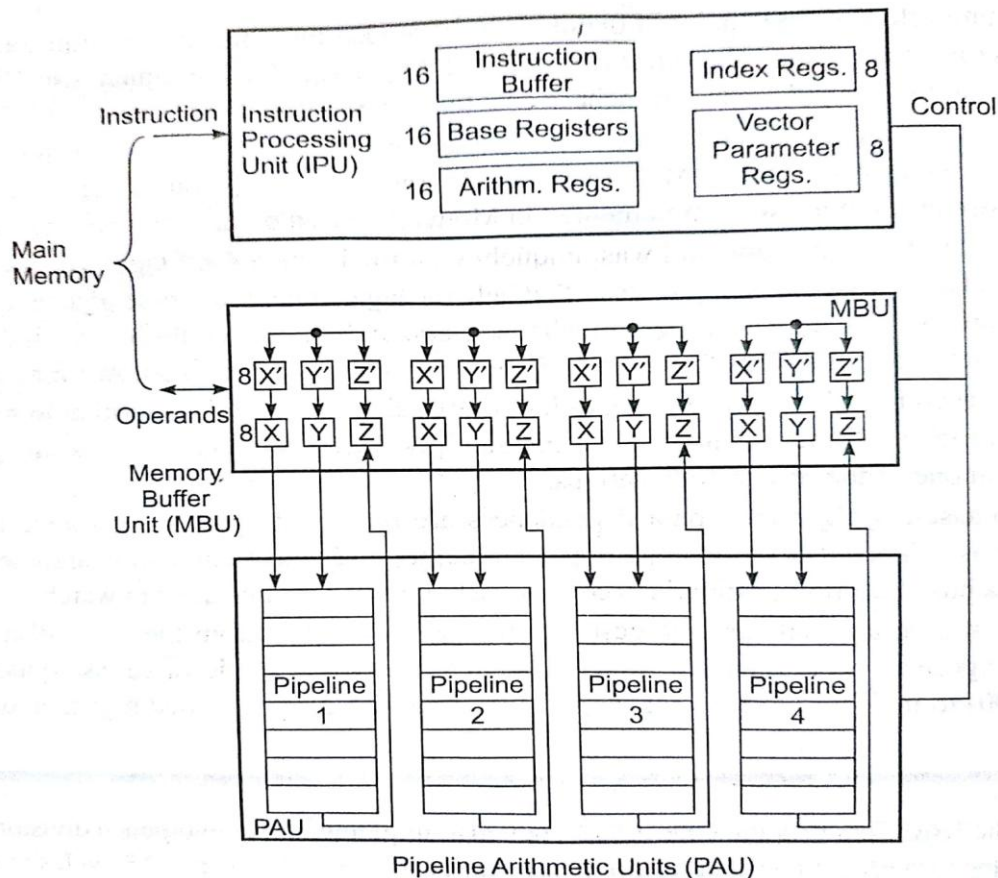 Instruction
Instruction
Processing
Unit (IPU)
16
Instruction
Buffer
16
Base Registers
16
Arithm. Regs.
Index Regs.
8
Vector
Parameter
Regs.
8
Control
Main
Memory
MBU
8
X′ Y′ Z′ X′ Y′ Z′ X′ Y′ Z′ X′ Y′ Z′
Operands
8
X Y Z X Y Z X Y Z X Y Z
Memory
Buffer
Unit (MBU)
Pipeline
1
Pipeline
2
Pipeline
3
Pipeline
4
PAU
Pipeline Arithmetic Units (PAU)